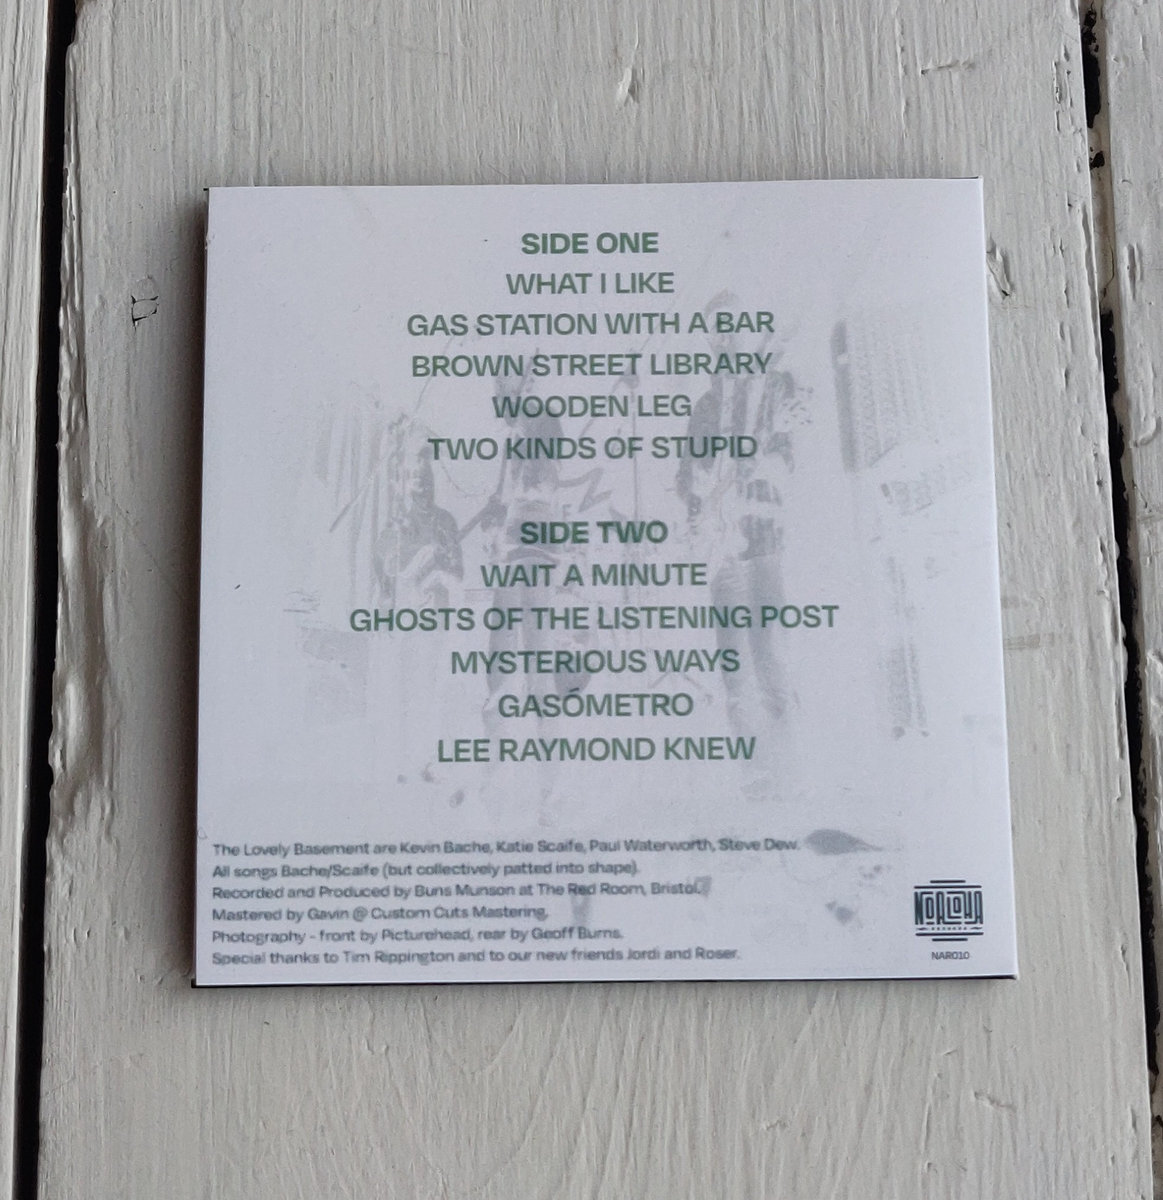 SIDE ONE
WHAT I LIKE
GAS STATION WITH A BAR
BROWN STREET LIBRARY
WOODEN LEG
TWO KINDS OF STUPID
SIDE TWO
WAIT A MINUTE
GHOSTS OF THE LISTENING POST
MYSTERIOUS WAYS
GASÓMETRO
LEE RAYMOND KNEW
The Lovely Basement are Kevin Bache, Katie Scaife, Paul Waterworth, Steve Dew.
All songs Bache/Scaife (but collectively patted into shape).
Recorded and Produced by Buns Munson at The Red Room, Bristol.
Mastered by Gavin @ Custom Cuts Mastering.
Photography - front by Picturehead, rear by Geoff Burns.
Special thanks to Tim Rippington and to our new friends Jordi and Roser.
NOALOHA
RECORDS
NAR010